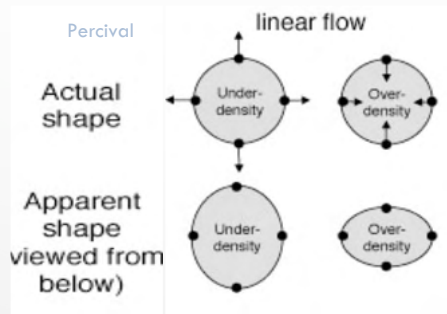 Percival
linear flow
Actual
shape
Under-
density
Over-
density
Apparent
shape
viewed from
below)
Under-
density
Over-
density